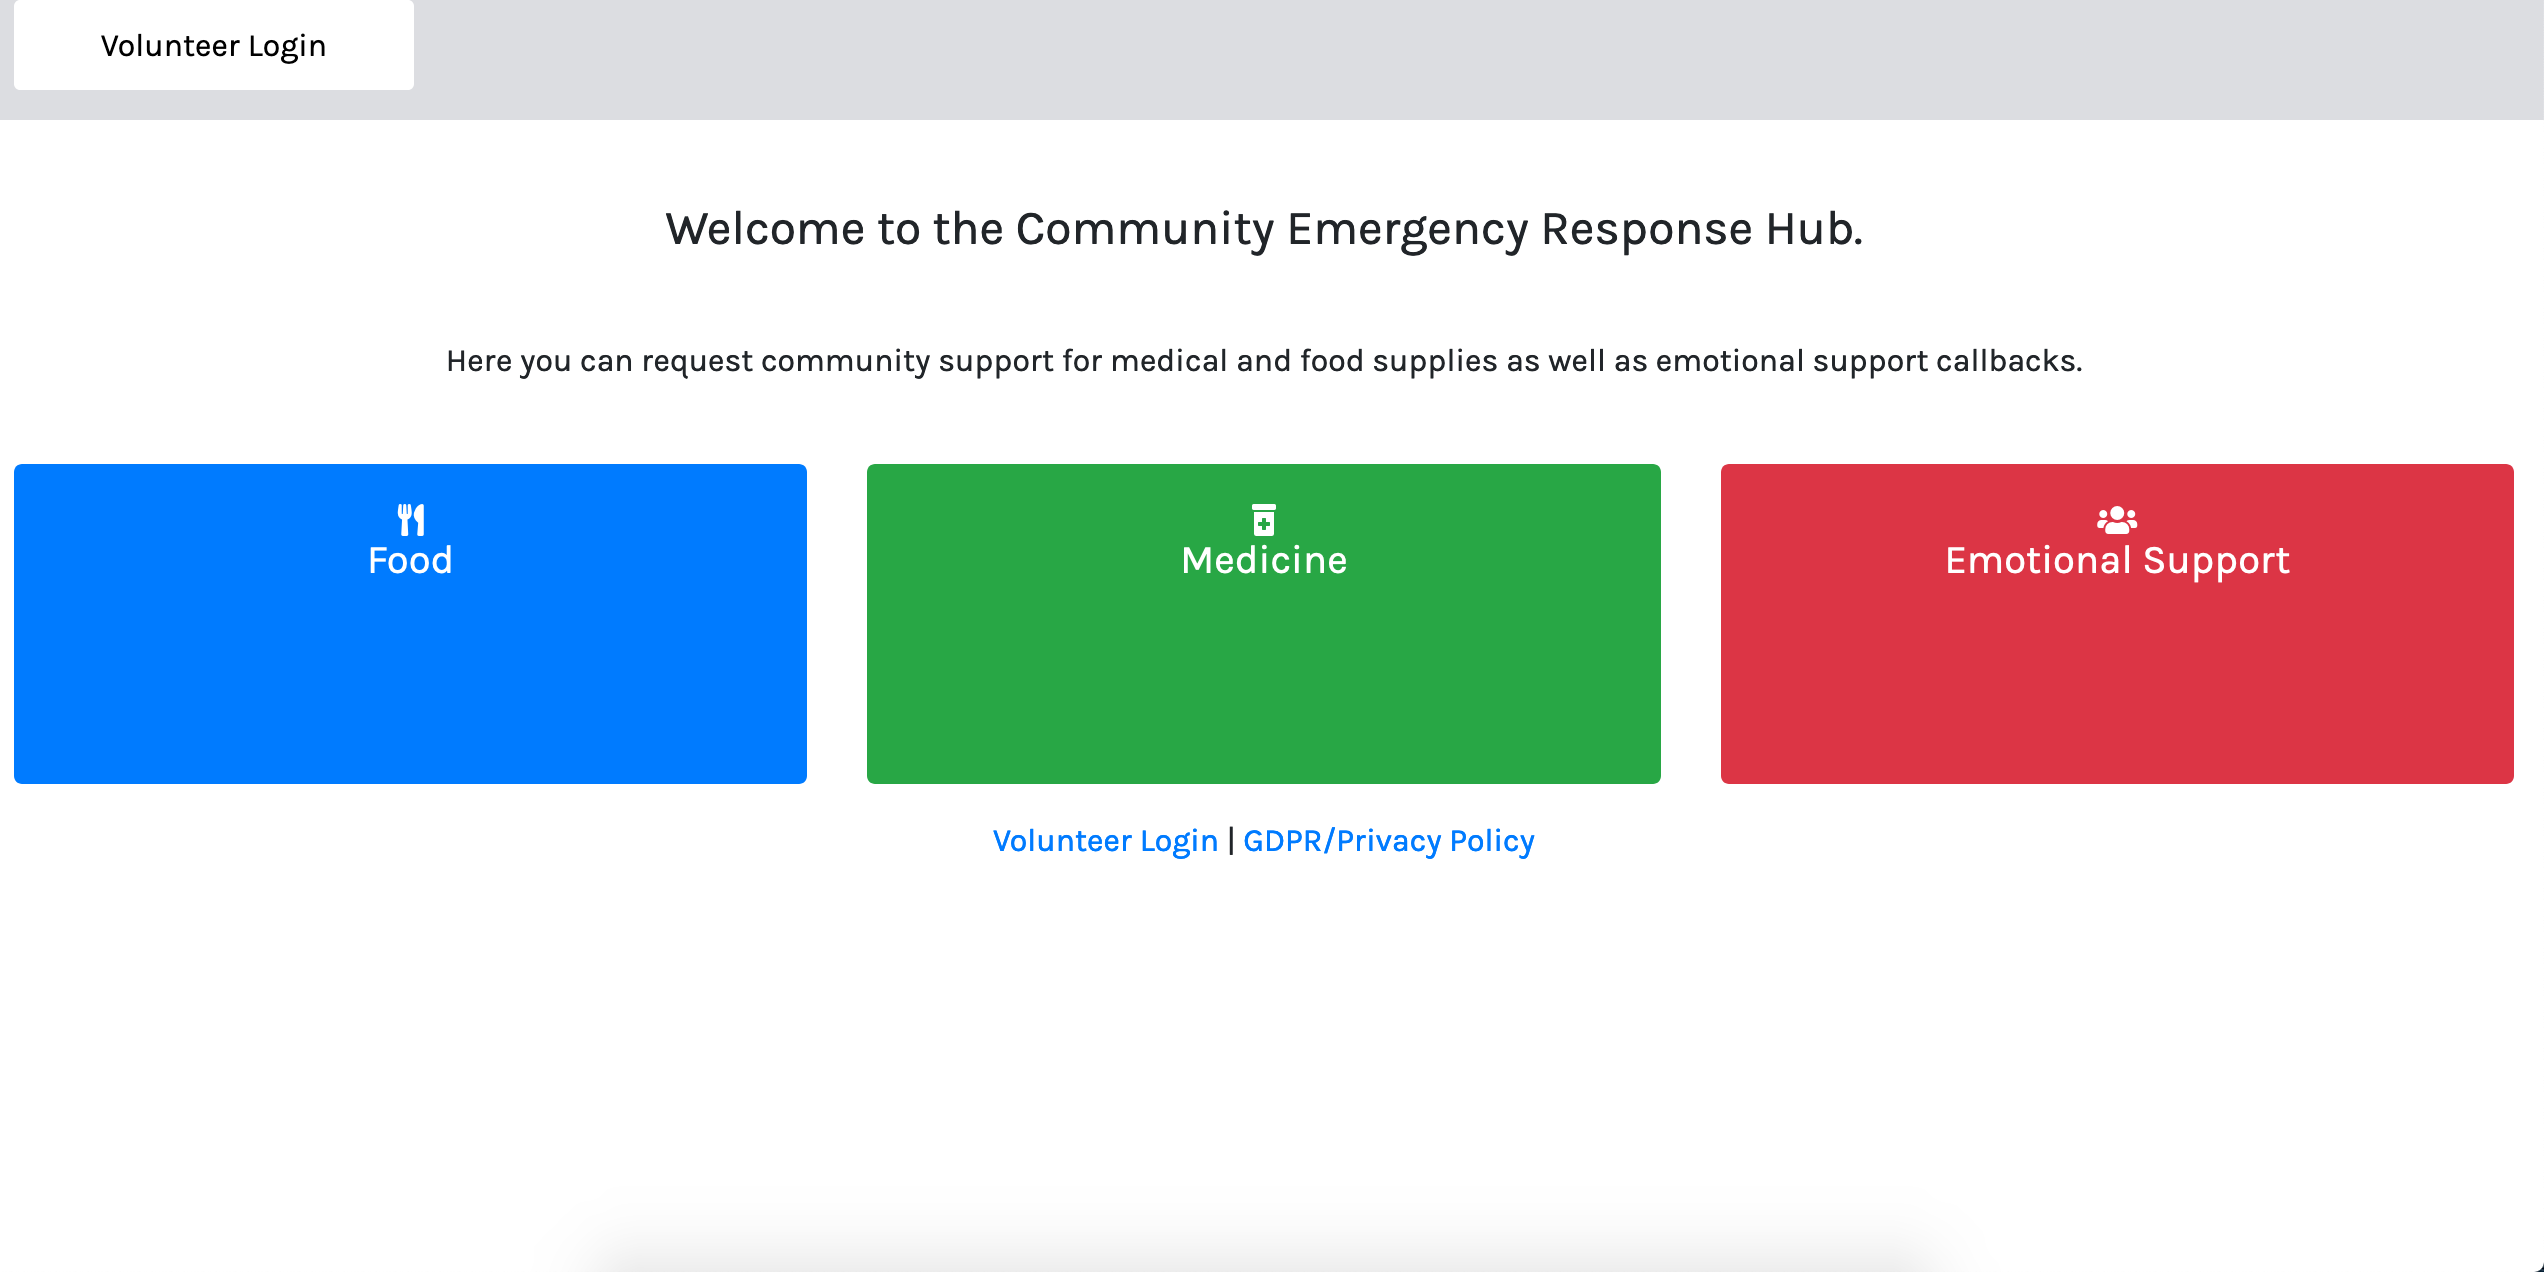 Volunteer Login
Welcome to the Community Emergency Response Hub.
Here you can request community support for medical and food supplies as well as emotional support callbacks.
Food
Medicine
Emotional Support
Volunteer Login | GDPR/Privacy Policy